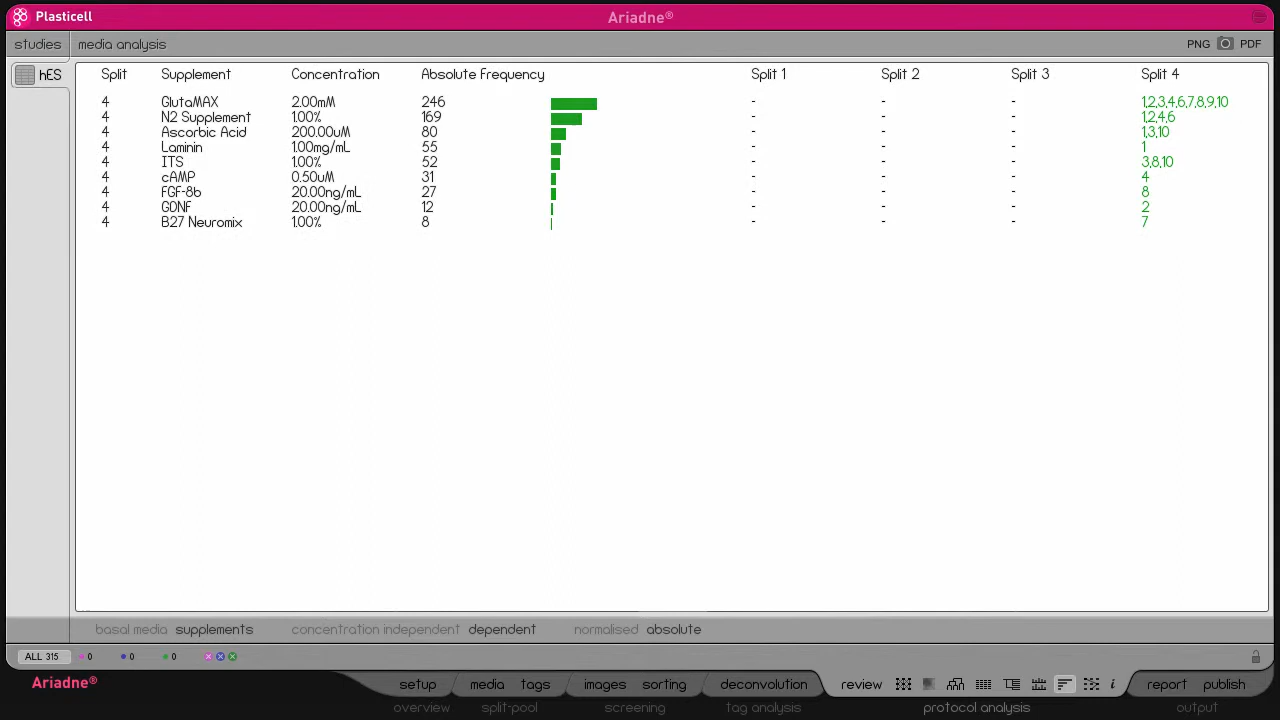 Plasticell
Ariadne®
studies media analysis PNG PDF
hES
Split Supplement Concentration Absolute Frequency Split 1 Split 2 Split 3 Split 4
4 GlutaMAX 2.00mM 246 - - - 1,2,3,4,6,7,8,9,10
4 N2 Supplement 1.00% 169 - - - 1,2,4,6
4 Ascorbic Acid 200.00uM 80 - - - 1,3,10
4 Laminin 1.00mg/mL 55 - - - 1
4 ITS 1.00% 52 - - - 3,8,10
4 cAMP 0.50uM 31 - - - 4
4 FGF-8b 20.00ng/mL 27 - - - 8
4 GDNF 20.00ng/mL 12 - - - 2
4 B27 Neuromix 1.00% 8 - - - 7
basal media supplements concentration independent dependent normalised absolute
ALL 315 0 0 0
Ariadne® setup media tags images sorting deconvolution review i report publish
overview split-pool screening tag analysis protocol analysis output